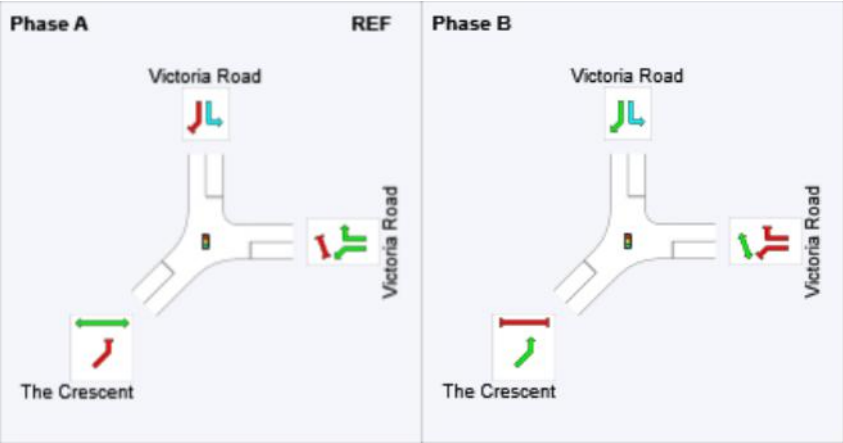 Phase A
REF
Victoria Road
Victoria Road
The Crescent
Phase B
Victoria Road
Victoria Road
The Crescent